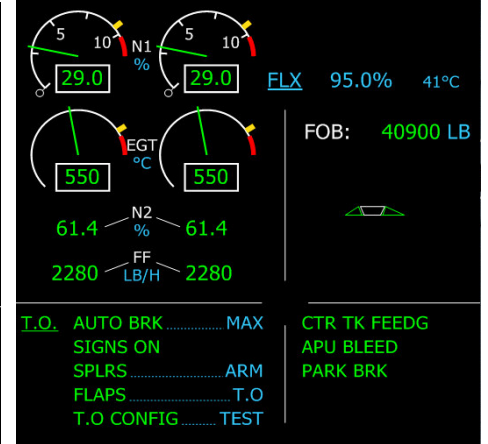 5 10 N1 5 10
%
29.0 29.0 FLX 95.0% 41°C
EGT FOB: 40900 LB
°C
550 550
61.4 N2 61.4
%
FF
2280 LB/H 2280
T.O. AUTO BRK ............ MAX CTR TK FEEDG
SIGNS ON APU BLEED
SPLRS .................... ARM PARK BRK
FLAPS ..................... T.O
T.O CONFIG ........ TEST